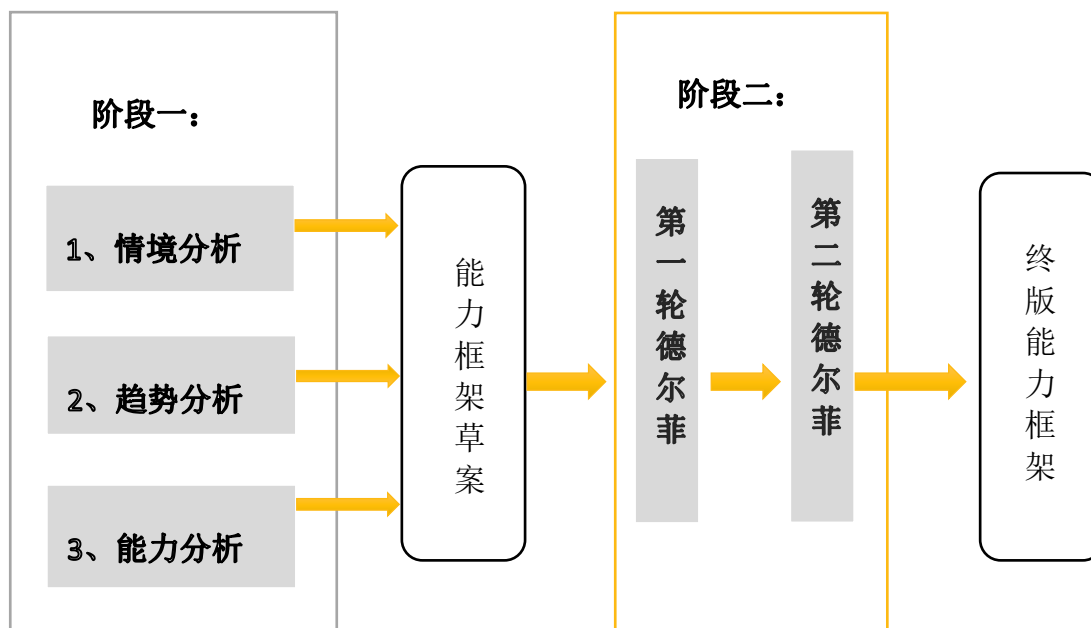 阶段一：
1、情境分析
2、趋势分析
3、能力分析
能力框架草案
阶段二：
第一轮德尔菲
第二轮德尔菲
终版能力框架